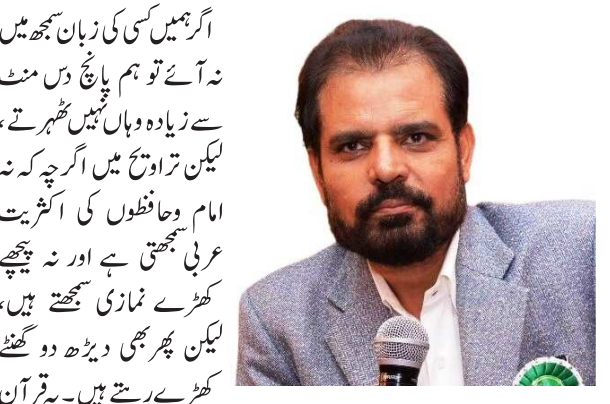 اگر ہمیں کسی کی زبان سمجھ میں
نہ آئے تو ہم پانچ دس منٹ
سے زیادہ وہاں نہیں ٹھہرتے،
لیکن تراویح میں اگرچہ کہ نہ
امام وحافظوں کی اکثریت
عربی سمجھتی ہے اور نہ پیچھے
کھڑے نمازی سمجھتے ہیں،
لیکن پھر بھی دیڑھ دو گھنٹے
کھڑے رہتے ہیں۔ یہ قرآن